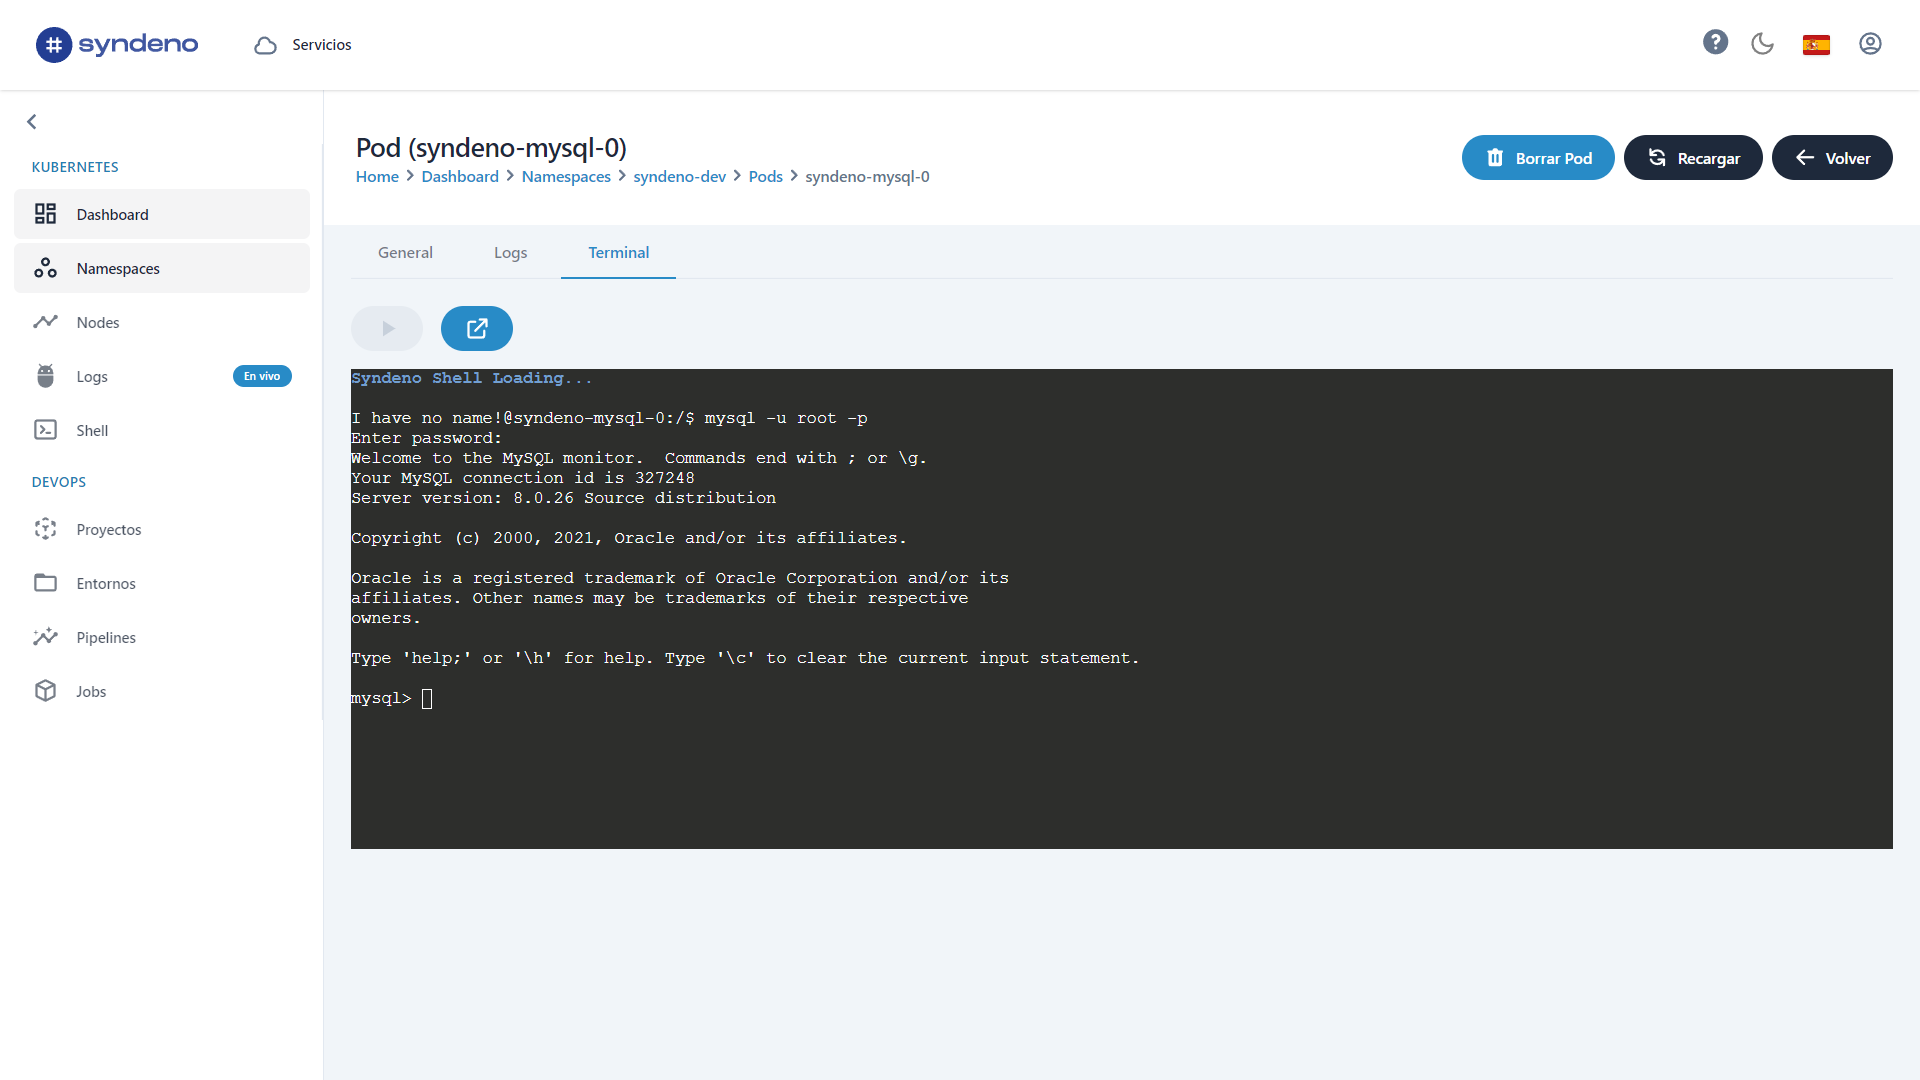 syndeno
Servicios
KUBERNETES
Dashboard
Namespaces
Nodes
Logs
En vivo
Shell
DEVOPS
Proyectos
Entornos
Pipelines
Jobs
Pod (syndeno-mysql-0)
Home > Dashboard > Namespaces > syndeno-dev > Pods > syndeno-mysql-0
Borrar Pod
Recargar
Volver
General
Logs
Terminal
Syndeno Shell Loading...
I have no name!@syndeno-mysql-0:/$ mysql -u root -p
Enter password:
Welcome to the MySQL monitor.  Commands end with ; or \g.
Your MySQL connection id is 327248
Server version: 8.0.26 Source distribution
Copyright (c) 2000, 2021, Oracle and/or its affiliates.
Oracle is a registered trademark of Oracle Corporation and/or its
affiliates. Other names may be trademarks of their respective
owners.
Type 'help;' or '\h' for help. Type '\c' to clear the current input statement.
mysql>